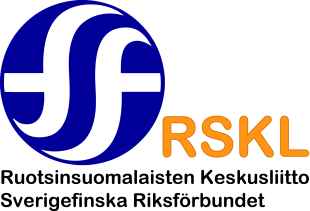 RSKL
Ruotsinsuomalaisten Keskusliitto
Sverigefinska Riksförbundet